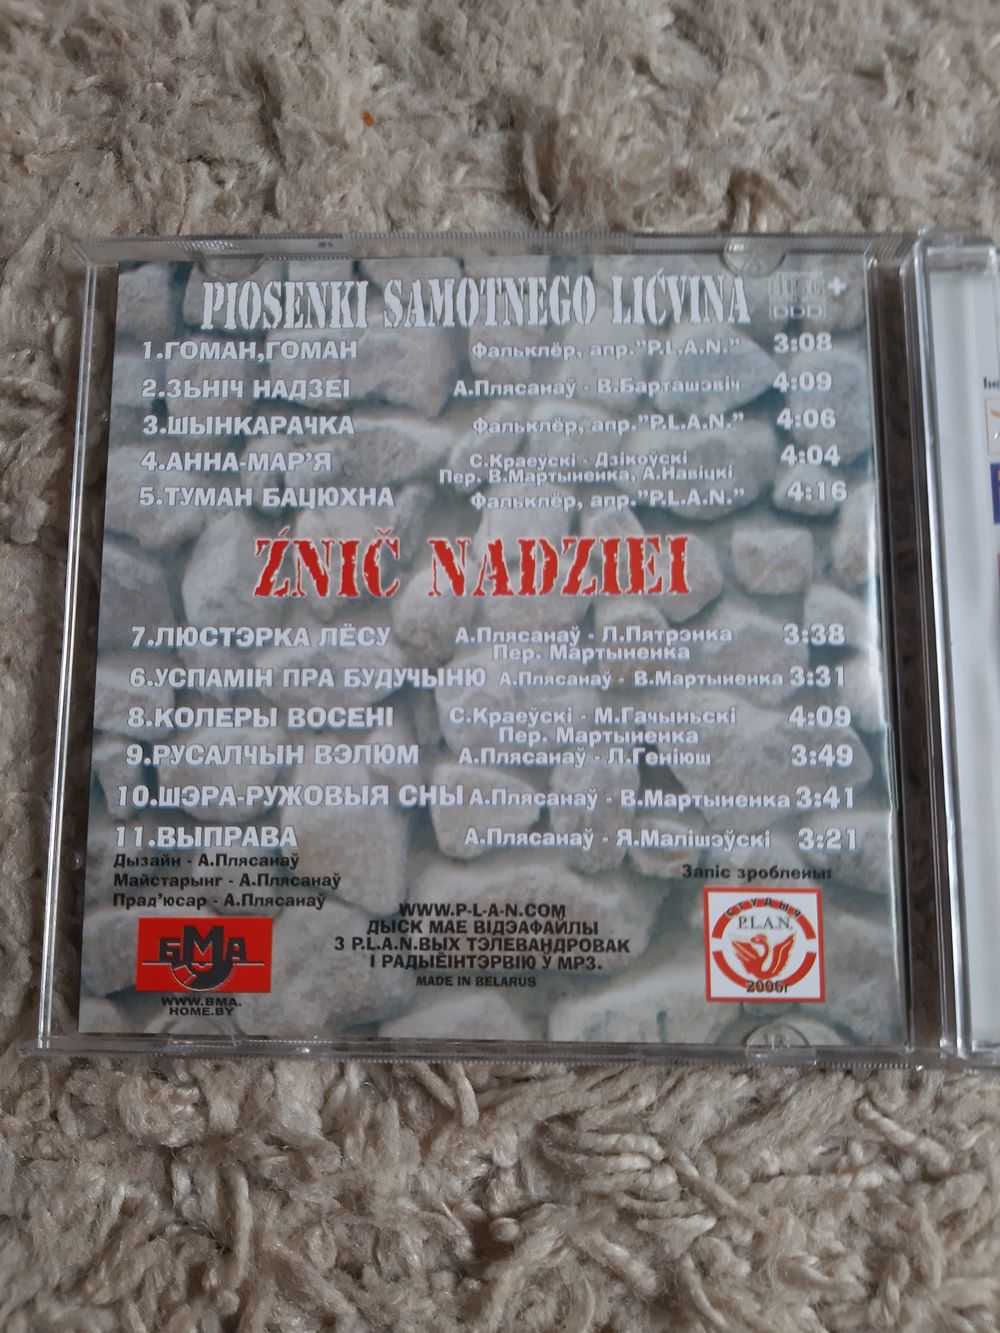 PIOSENKI SAMOTNEGO LIĆVINA
1.ГОМАН,ГОМАН Фальклёр, апр."P.L.A.N." 3:08
2.ЗЬНІЧ НАДЗЕІ А.Плясанаў - В.Барташэвіч 4:09
3.ШЫНКАРАЧКА Фальклёр, апр."P.L.A.N." 4:06
4.АННА-МАР'Я С.Краеўскі - Дзікоўскі 4:04
Пер. В.Мартыненка, А.Навіцкі
5.ТУМАН БАЦЮХНА Фальклёр, апр."P.L.A.N." 4:16
ŹNIČ NADZIEI
7.ЛЮСТЭРКА ЛЁСУ А.Плясанаў - Л.Пятрэнка 3:38
Пер. Мартыненка
6.УСПАМІН ПРА БУДУЧЫНЮ А.Плясанаў - В.Мартыненка 3:31
8.КОЛЕРЫ ВОСЕНІ С.Краеўскі - М.Гачыньскі 4:09
Пер. Мартыненка
9.РУСАЛЧЫН ВЭЛЮМ А.Плясанаў - Л.Геніюш 3:49
10.ШЭРА-РУЖОВЫЯ СНЫ А.Плясанаў - В.Мартыненка 3:41
11.ВЫПРАВА А.Плясанаў - Я.Малішэўскі 3:21
Дызайн - А.Плясанаў
Майстарынг - А.Плясанаў
Прад'юсар - А.Плясанаў
БМА
WWW.BMA.
HOME.BY
WWW.P-L-A-N.COM
ДЫСК МАЕ ВІДЭАФАЙЛЫ
З P.L.A.N.ВЫХ ТЭЛЕВАНДРОВАК
І РАДЫЁІНТЭРВІЮ Ў МР3.
MADE IN BELARUS
Запіс зроблены:
СТУДЫЯ
P.L.A.N.
2006г